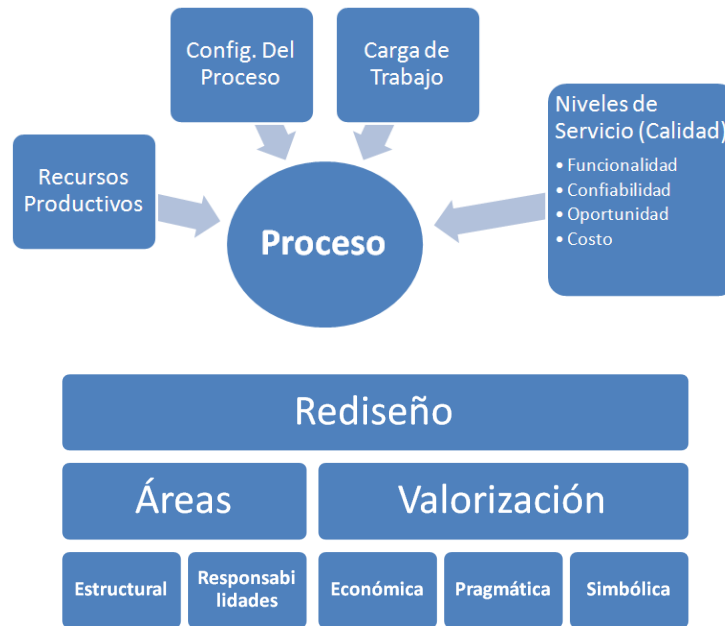 Config. Del
Proceso
Carga de
Trabajo
Niveles de
Servicio (Calidad)
• Funcionalidad
• Confiabilidad
• Oportunidad
• Costo
Recursos
Productivos
Proceso
Rediseño
Áreas
Valorización
Estructural
Responsabi
lidades
Económica
Pragmática
Simbólica